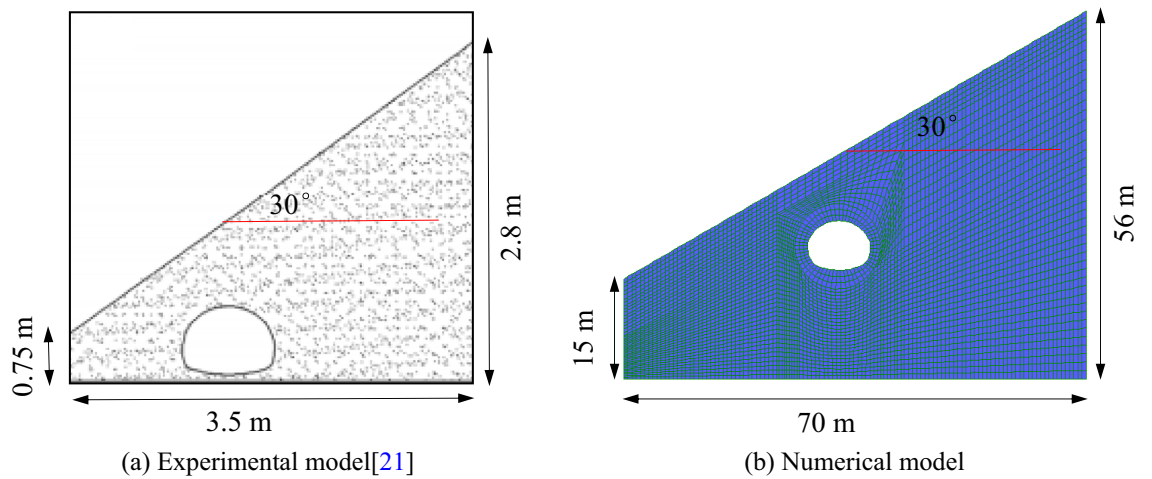 30°
0.75 m
2.8 m
3.5 m
(a) Experimental model[21]
30°
15 m
56 m
70 m
(b) Numerical model